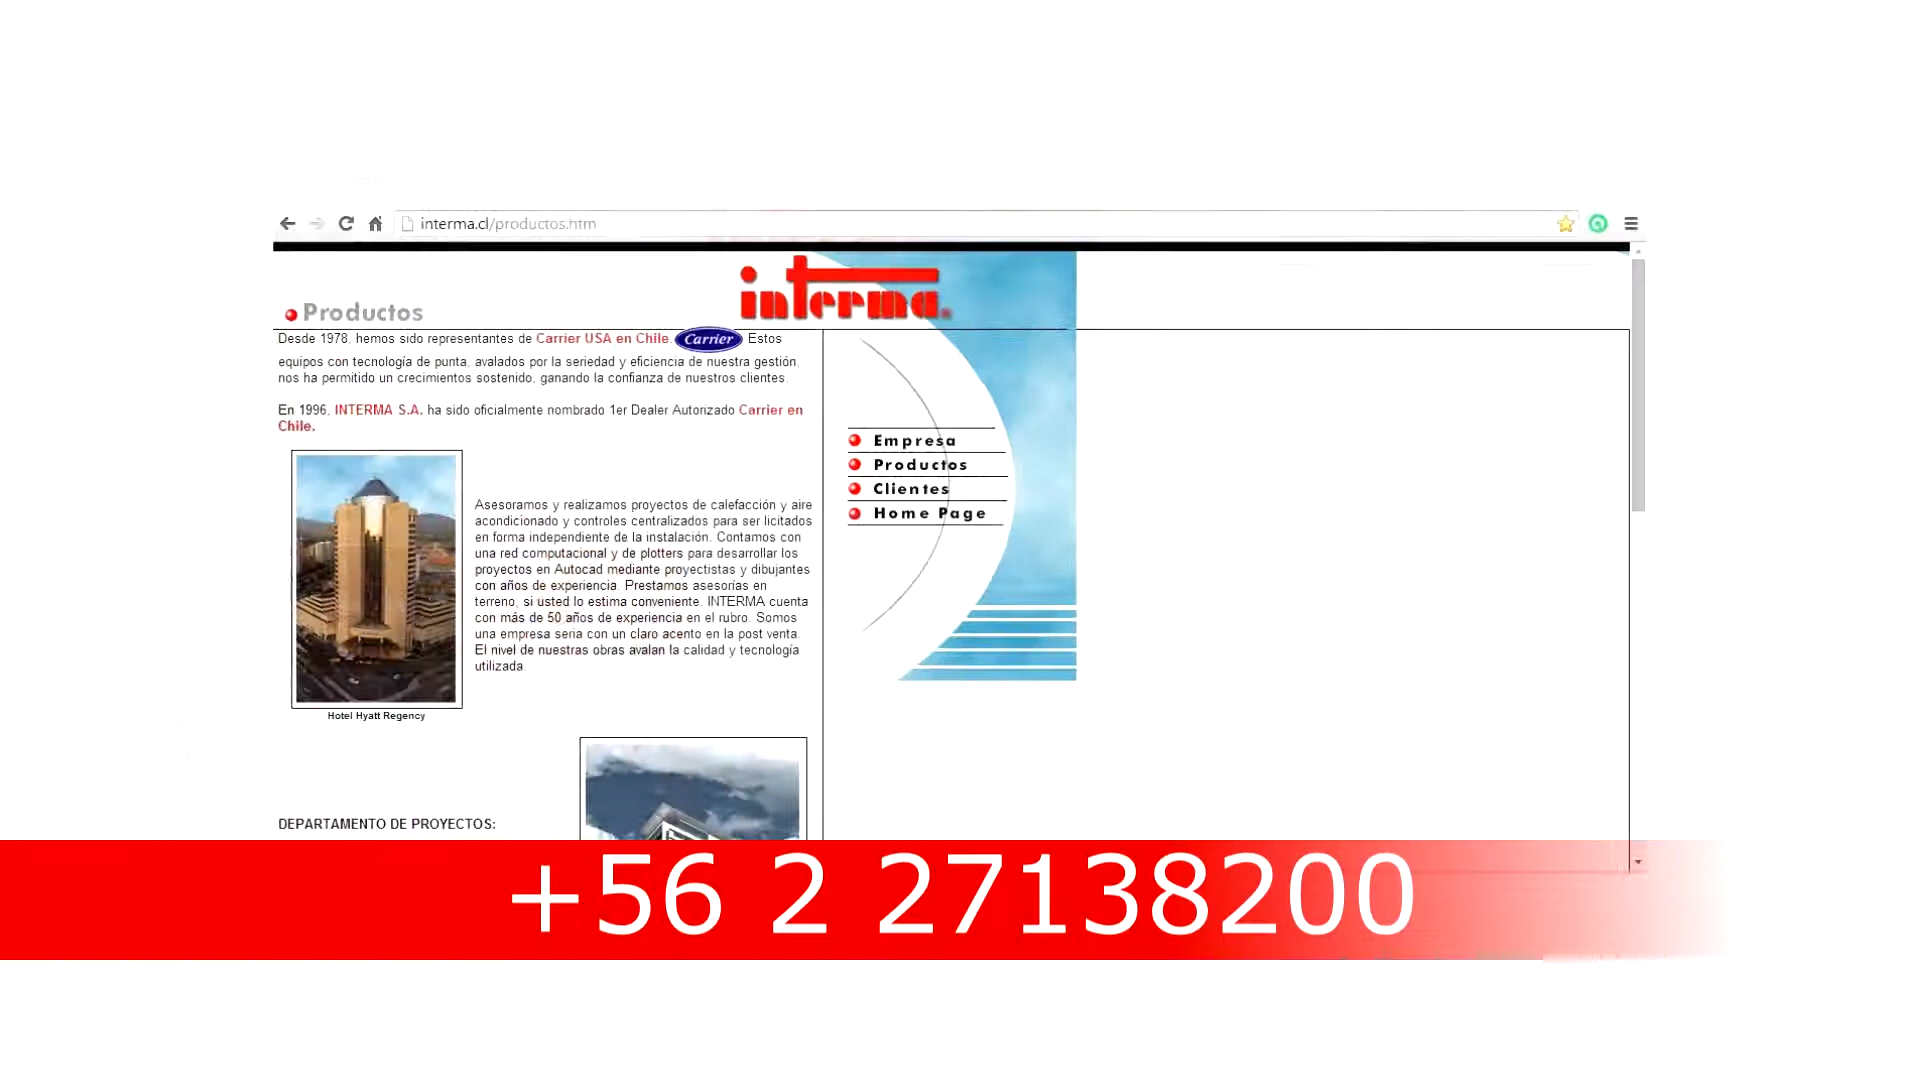 interma.cl/productos.htm
interma.
Productos
Desde 1978, hemos sido representantes de Carrier USA en Chile. Carrier Estos
equipos con tecnología de punta, avalados por la seriedad y eficiencia de nuestra gestión,
nos ha permitido un crecimientos sostenido, ganando la confianza de nuestros clientes.
En 1996, INTERMA S.A. ha sido oficialmente nombrado 1er Dealer Autorizado Carrier en
Chile.
Asesoramos y realizamos proyectos de calefacción y aire
acondicionado y controles centralizados para ser licitados
en forma independiente de la instalación. Contamos con
una red computacional y de plotters para desarrollar los
proyectos en Autocad mediante proyectistas y dibujantes
con años de experiencia. Prestamos asesorías en
terreno, si usted lo estima conveniente. INTERMA cuenta
con más de 50 años de experiencia en el rubro. Somos
una empresa seria con un claro acento en la post venta.
El nivel de nuestras obras avalan la calidad y tecnología
utilizada.
Hotel Hyatt Regency
DEPARTAMENTO DE PROYECTOS:
Empresa
Productos
Clientes
Home Page
+56 2 27138200